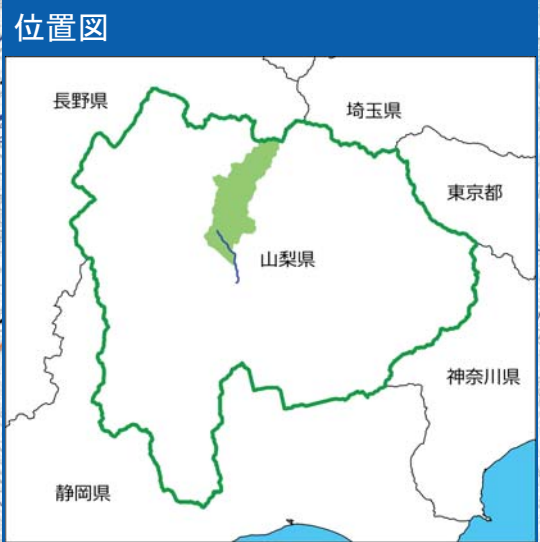 位置図
長野県
埼玉県
東京都
山梨県
神奈川県
静岡県